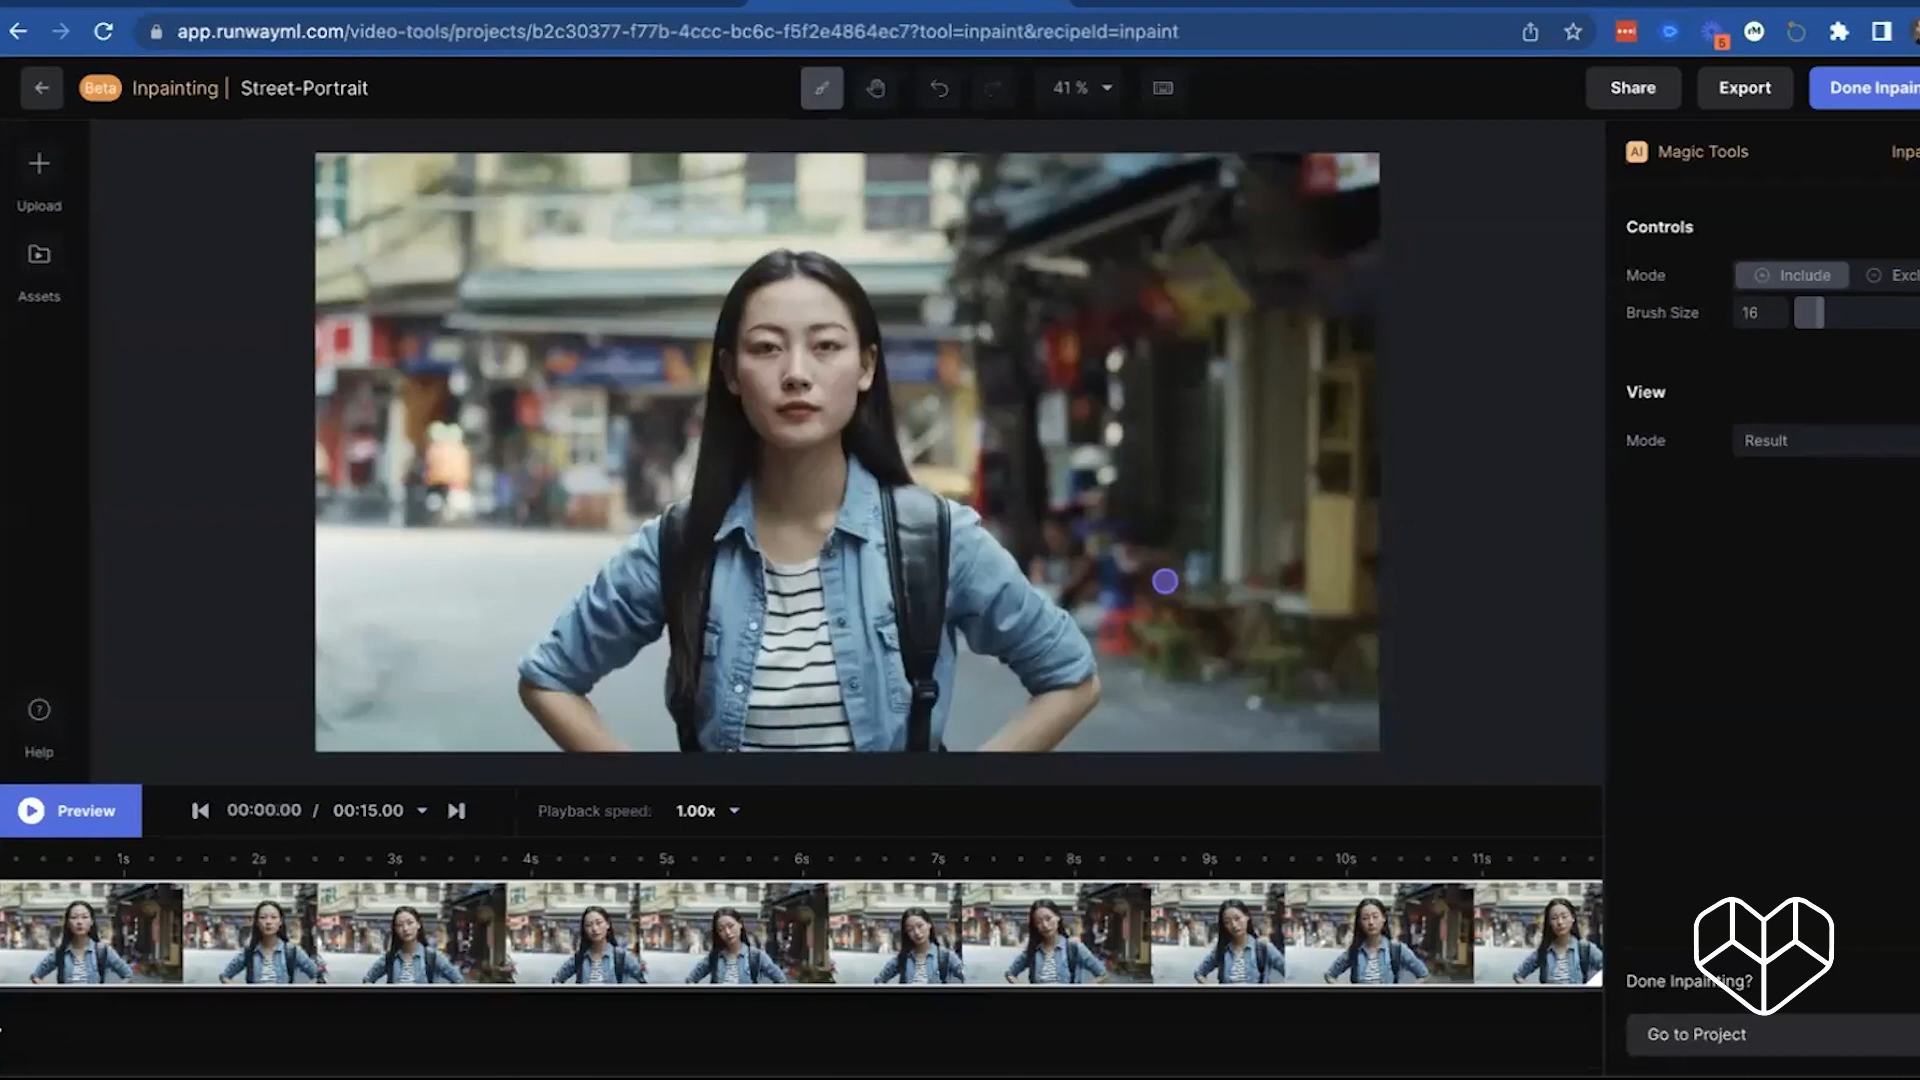 app.runwayml.com/video-tools/projects/b2c30377-f77b-4ccc-bc6c-f5f2e4864ec7?tool=inpaint&recipeId=inpaint
5
Beta Inpainting | Street-Portrait
41 %
Share
Export
Done Inpain
Upload
Assets
Help
AI Magic Tools
Inpa
Controls
Mode
Include
Excl
Brush Size
16
View
Mode
Result
Preview
00:00.00 / 00:15.00
Playback speed: 1.00x
1s 2s 3s 4s 5s 6s 7s 8s 9s 10s 11s
Done Inpainting?
Go to Project